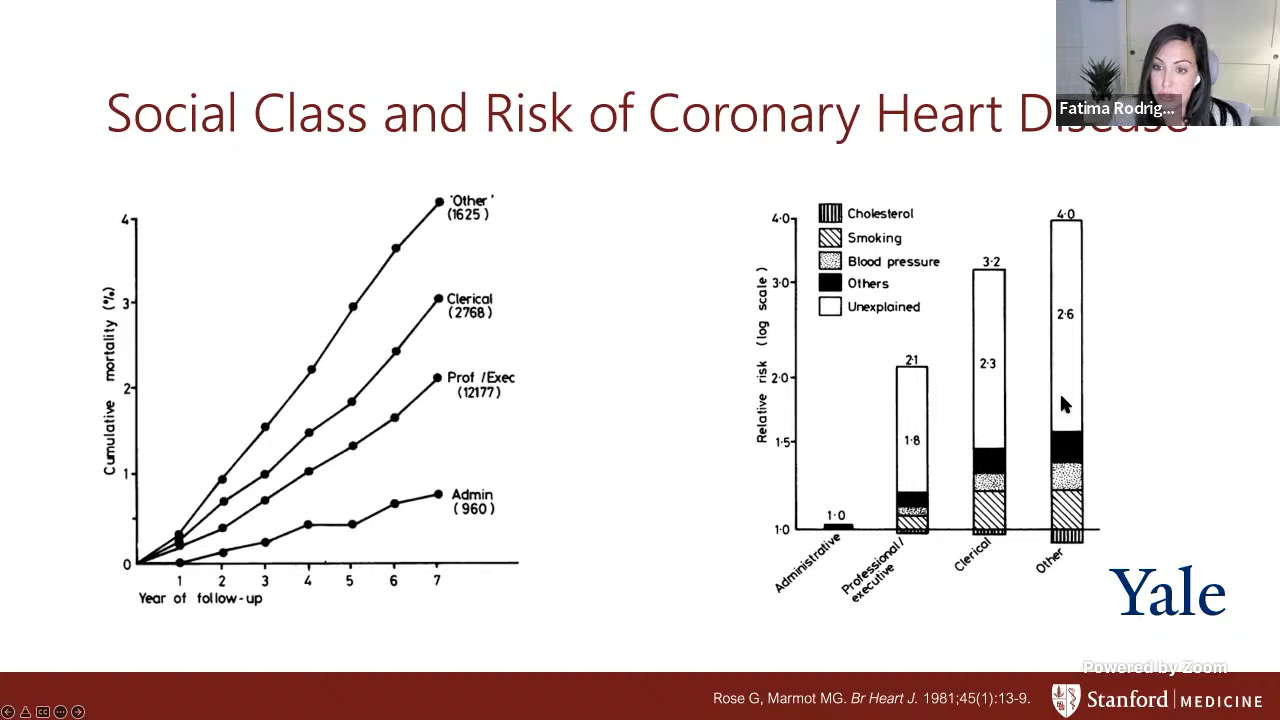 Fatima Rodrig...
Social Class and Risk of Coronary Heart Disease
4
3
2
1
0
Cumulative mortality (%)
'Other'
(1625)
Clerical
(2768)
Prof /Exec
(12177)
Admin
(960)
1 2 3 4 5 6 7
Year of follow-up
Cholesterol
Smoking
Blood pressure
Others
Unexplained
4·0
3·0
2·0
1·5
1·0
Relative risk (log scale)
1·0
2·1
1·8
3·2
2·3
4·0
2·6
Administrative
Professional/
executive
Clerical
Other
Yale
Powered by Zoom
Rose G, Marmot MG. Br Heart J. 1981;45(1):13-9.
Stanford MEDICINE